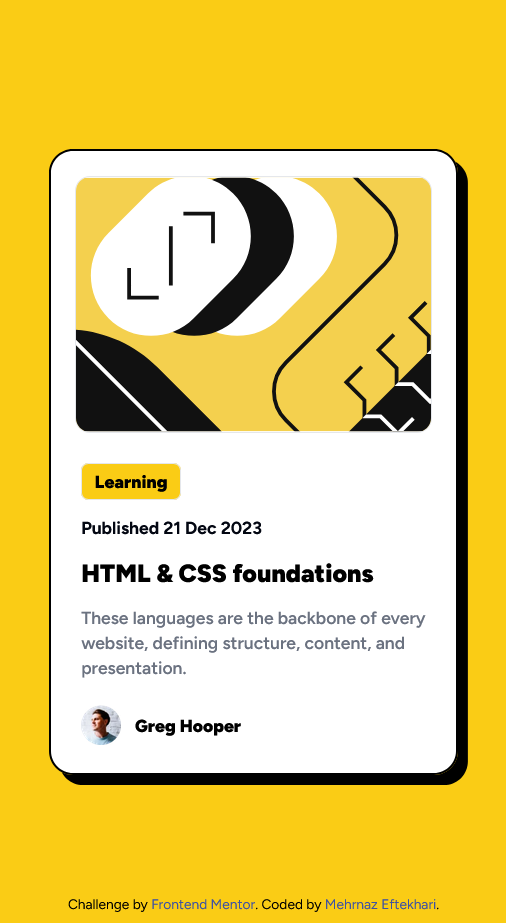 Learning
Published 21 Dec 2023
HTML & CSS foundations
These languages are the backbone of every
website, defining structure, content, and
presentation.
Greg Hooper
Challenge by Frontend Mentor. Coded by Mehrnaz Eftekhari.